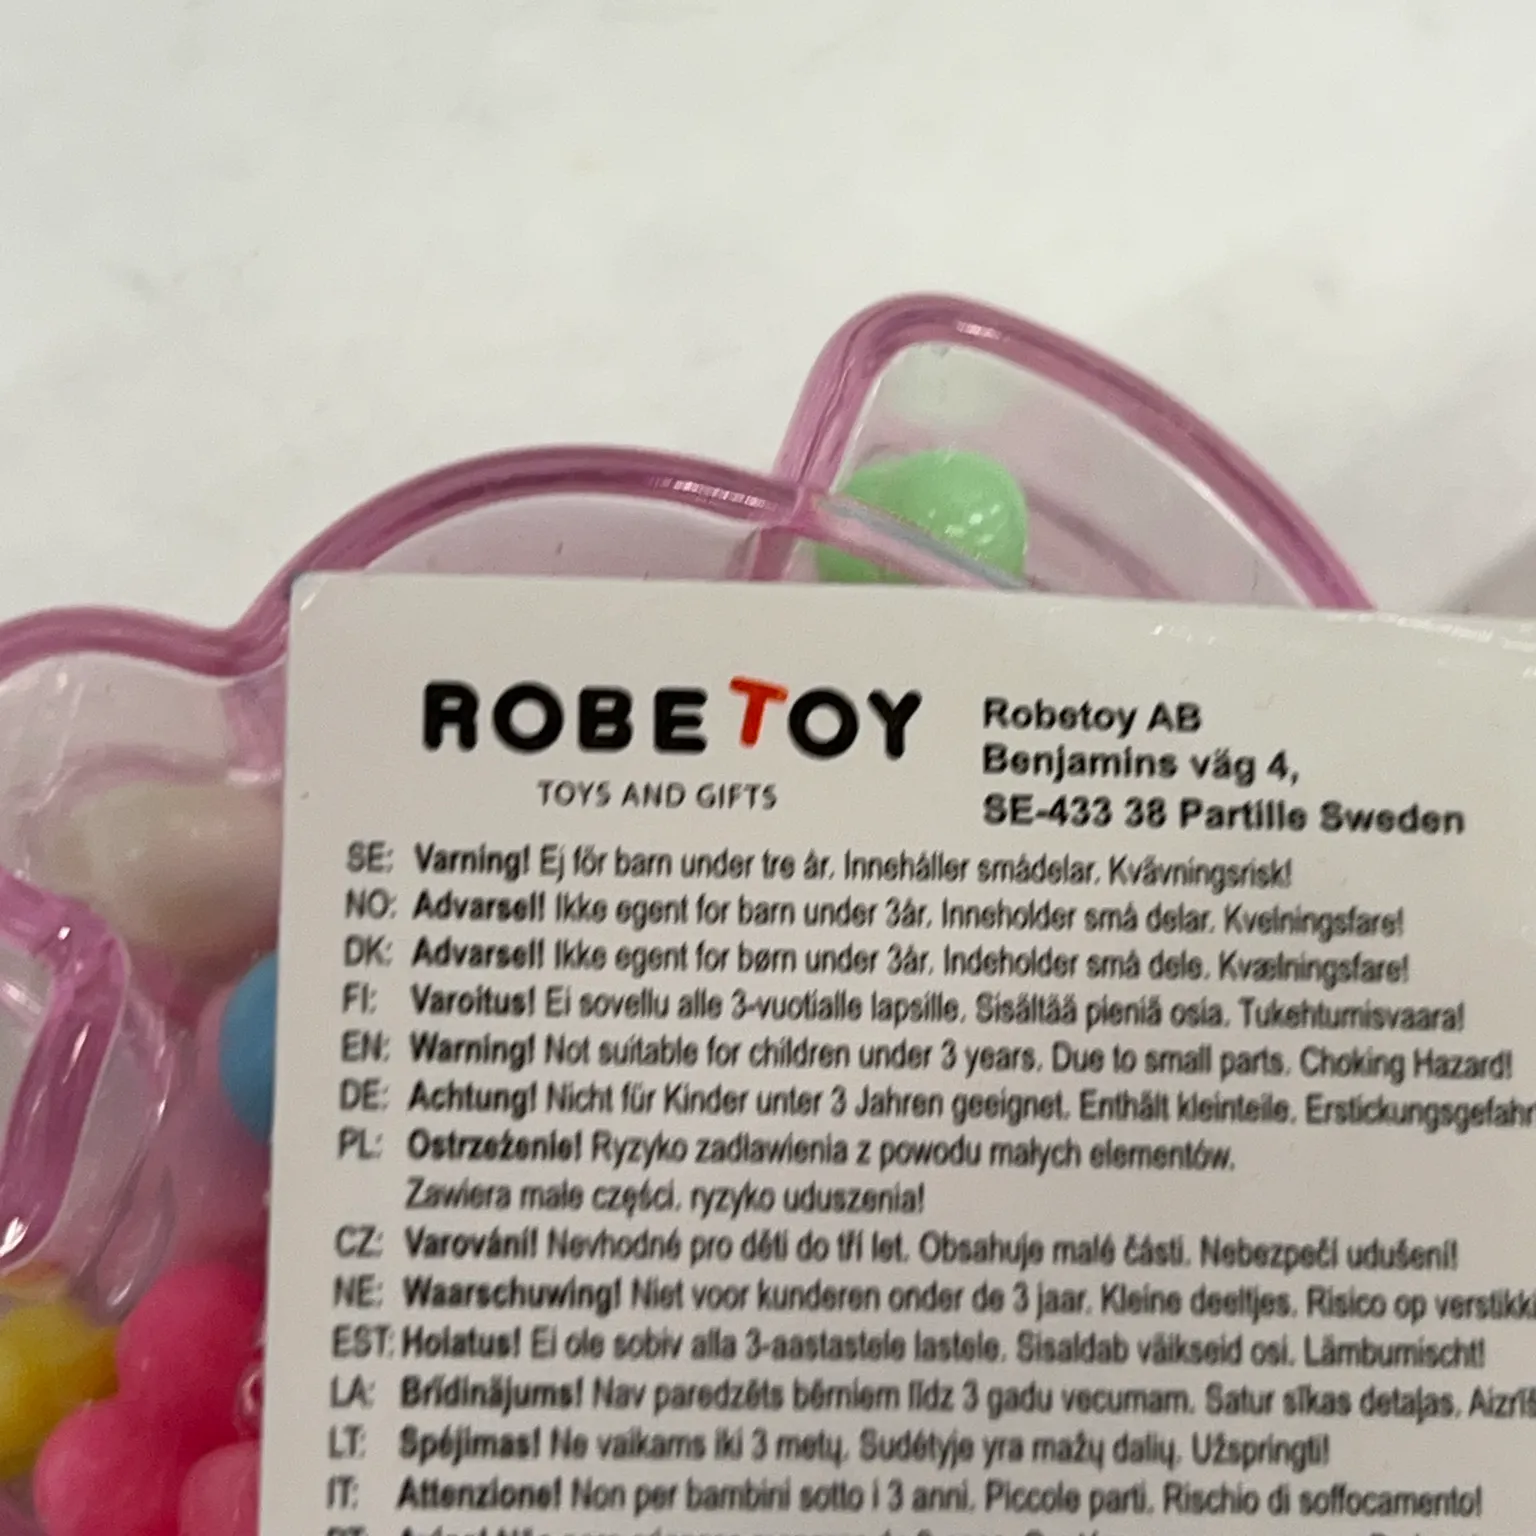 ROBETOY
TOYS AND GIFTS
Robetoy AB
Benjamins väg 4,
SE-433 38 Partille Sweden
SE: Varning! Ej för barn under tre år. Innehåller smådelar. Kvävningsrisk!
NO: Advarsel! Ikke egent for barn under 3år. Inneholder små delar. Kvelningsfare!
DK: Advarsel! Ikke egent for børn under 3år. Indeholder små dele. Kvælningsfare!
FI: Varoitus! Ei sovellu alle 3-vuotialle lapsille. Sisältää pieniä osia. Tukehtumisvaara!
EN: Warning! Not suitable for children under 3 years. Due to small parts. Choking Hazard!
DE: Achtung! Nicht für Kinder unter 3 Jahren geeignet. Enthält kleinteile. Erstickungsgefahr
PL: Ostrzeżenie! Ryzyko zadławienia z powodu małych elementów.
Zawiera małe części. ryzyko uduszenia!
CZ: Varování! Nevhodné pro děti do tří let. Obsahuje malé části. Nebezpečí udušení!
NE: Waarschuwing! Niet voor kunderen onder de 3 jaar. Kleine deeltjes. Risico op verstikki
EST: Hoiatus! Ei ole sobiv alla 3-aastastele lastele. Sisaldab väikseid osi. Lämbumischt!
LA: Brīdinājums! Nav paredzēts bērniem līdz 3 gadu vecumam. Satur sīkas detaļas. Aizrīš
LT: Spėjimas! Ne vaikams iki 3 metų. Sudėtyje yra mažų dalių. Užspringti!
IT: Attenzione! Non per bambini sotto i 3 anni. Piccole parti. Rischio di soffocamento!